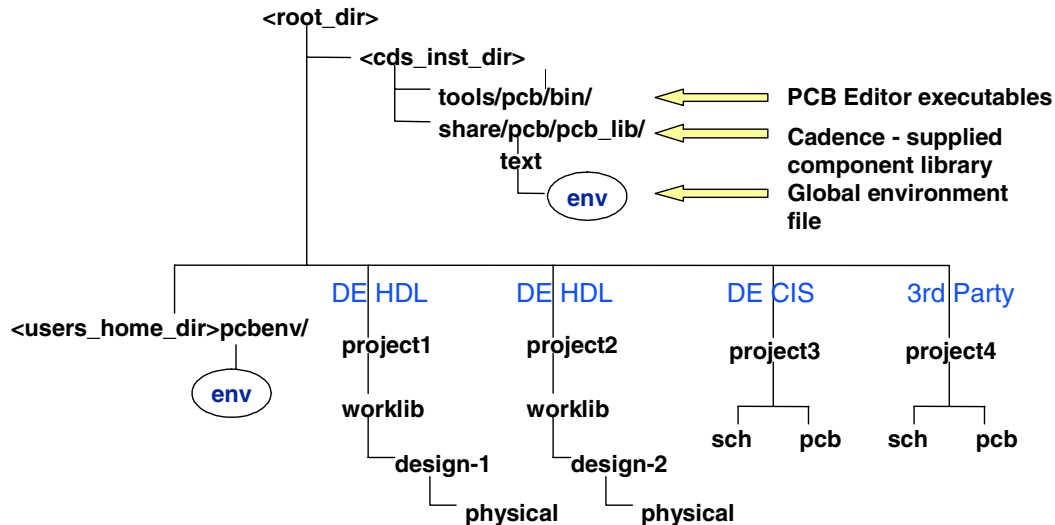 <root_dir>
<cds_inst_dir>
tools/pcb/bin/
PCB Editor executables
share/pcb/pcb_lib/
Cadence - supplied
component library
text
env
Global environment
file
DE HDL
DE HDL
DE CIS
3rd Party
<users_home_dir>pcbenv/
project1
project2
project3
project4
env
worklib
worklib
sch
pcb
sch
pcb
design-1
design-2
physical
physical